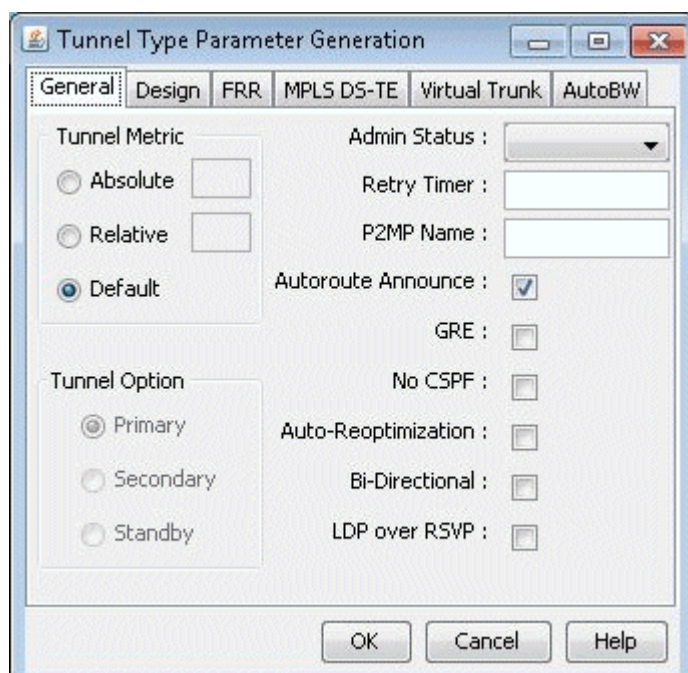 Tunnel Type Parameter Generation
General Design FRR MPLS DS-TE Virtual Trunk AutoBW
Tunnel Metric
Absolute
Relative
Default
Tunnel Option
Primary
Secondary
Standby
Admin Status :
Retry Timer :
P2MP Name :
Autoroute Announce :
GRE :
No CSPF :
Auto-Reoptimization :
Bi-Directional :
LDP over RSVP :
OK Cancel Help